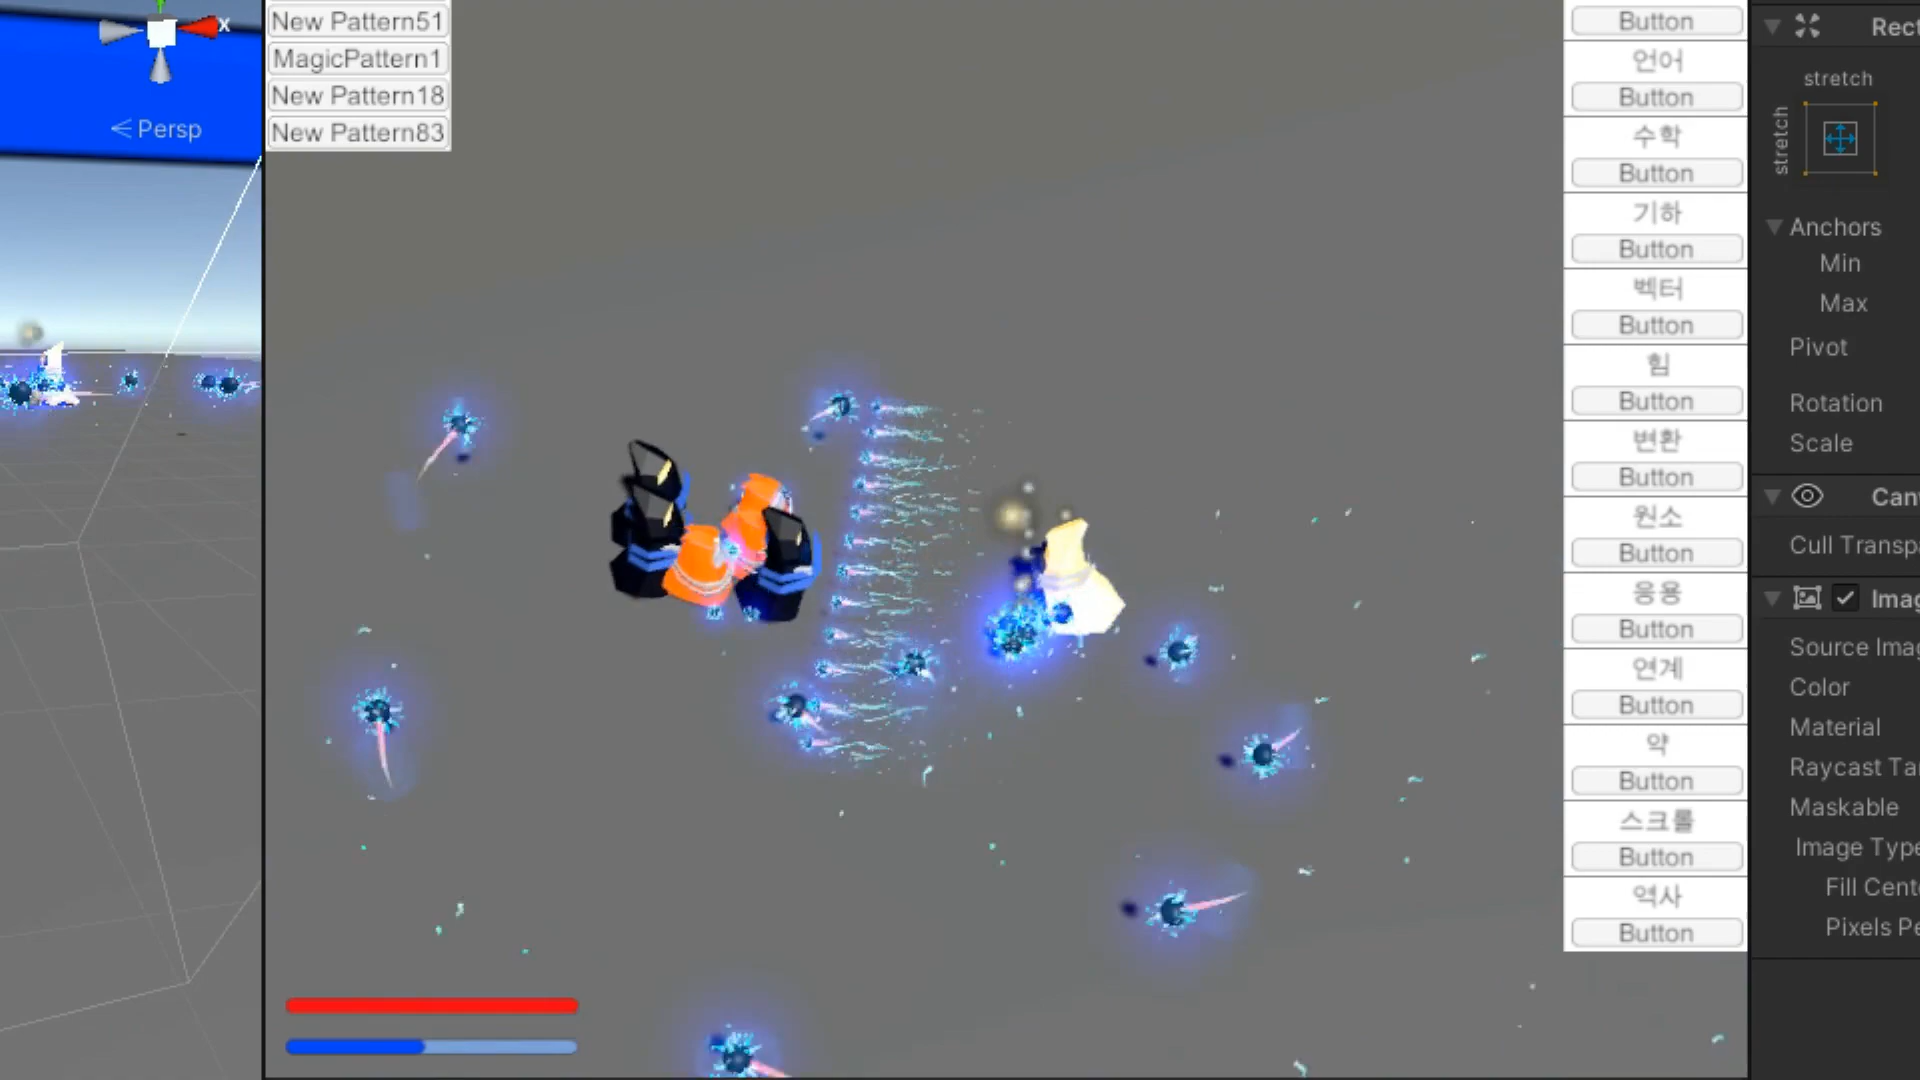 x
< Persp
New Pattern51
MagicPattern1
New Pattern18
New Pattern83
Button
언어
Button
수학
Button
기하
Button
벡터
Button
힘
Button
변환
Button
원소
Button
응용
Button
연계
Button
약
Button
스크롤
Button
역사
Button
Rect
stretch
stretch
Anchors
Min
Max
Pivot
Rotation
Scale
Can
Cull Transpa
Imag
Source Imag
Color
Material
Raycast Tar
Maskable
Image Type
Fill Cente
Pixels Pe